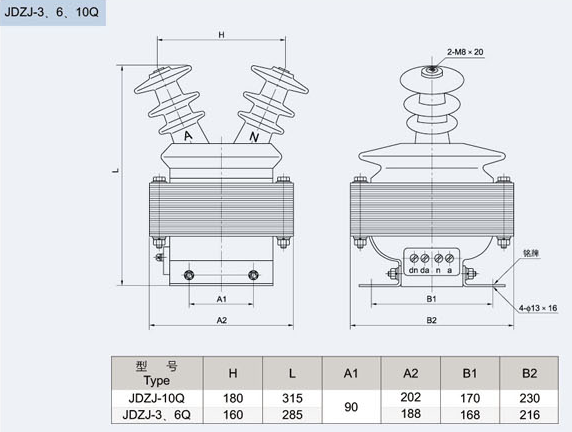 JDZJ-3、6、10Q
H
2-M8×20
A N
L
铭牌
dn da n a
A1
B1
4-φ13×16
A2
B2
型 号 Type H L A1 A2 B1 B2
JDZJ-10Q 180 315 90 202 170 230
JDZJ-3、6Q 160 285 188 168 216